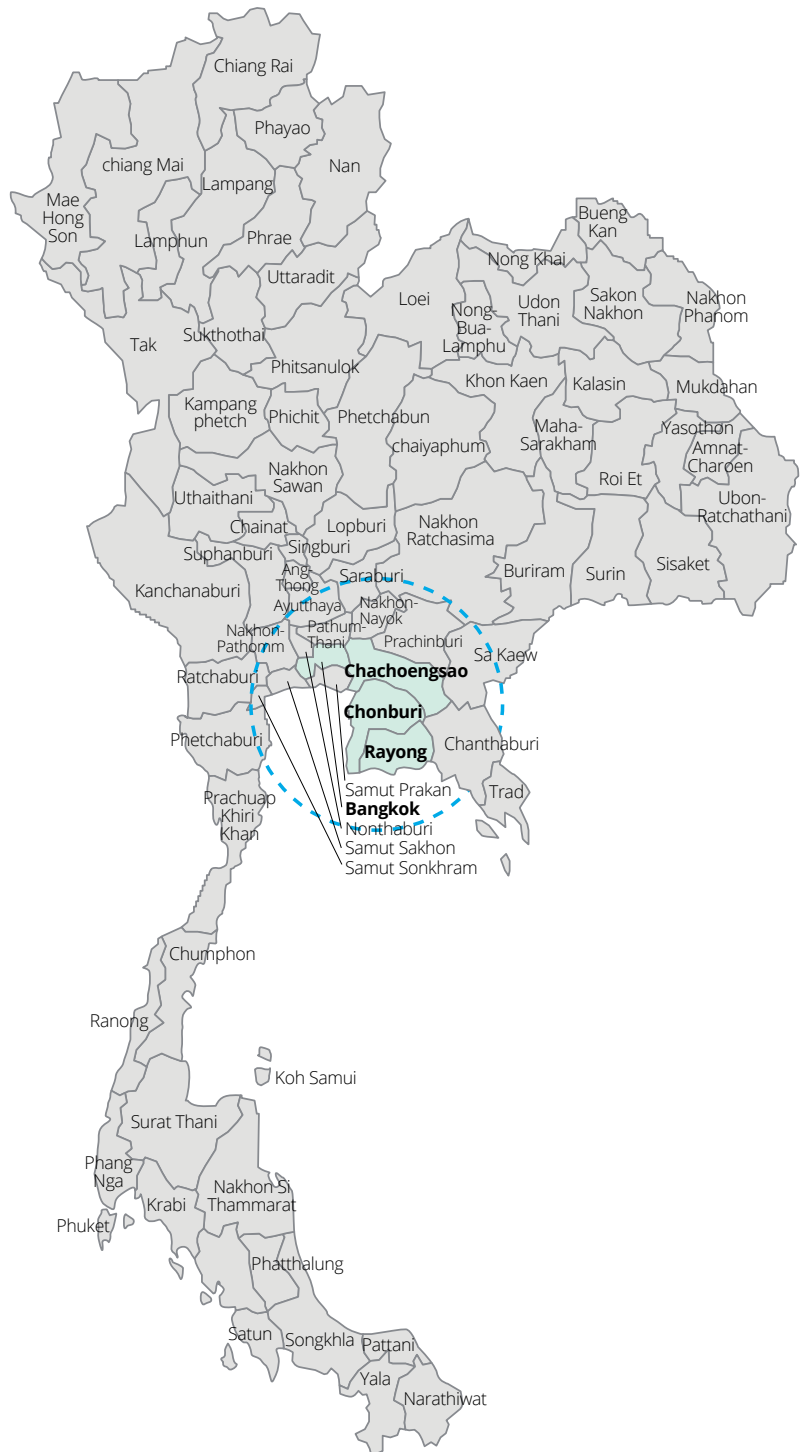 Chiang Rai
Phayao
chiang Mai
Nan
Lampang
Mae
Hong
Son
Lamphun
Phrae
Bueng
Kan
Nong Khai
Uttaradit
Loei
Nong-
Bua-
Lamphu
Udon
Thani
Sakon
Nakhon
Nakhon
Phanom
Tak
Sukthothai
Phitsanulok
Khon Kaen
Kalasin
Mukdahan
Kampang
phetch
Phichit
Phetchabun
chaiyaphum
Maha-
Sarakham
Yasothon
Amnat-
Charoen
Roi Et
Nakhon
Sawan
Uthaithani
Ubon-
Ratchathani
Chainat
Lopburi
Nakhon
Ratchasima
Suphanburi
Singburi
Kanchanaburi
Ang-
Thong
Saraburi
Buriram
Surin
Sisaket
Ayutthaya
Nakhon-
Nayok
Nakhon-
Pathomm
Pathum-
Thani
Prachinburi
Sa Kaew
Ratchaburi
Chachoengsao
Chonburi
Phetchaburi
Rayong
Chanthaburi
Samut Prakan
Bangkok
Nonthaburi
Samut Sakhon
Samut Sonkhram
Trad
Prachuap
Khiri
Khan
Chumphon
Ranong
Koh Samui
Surat Thani
Phang
Nga
Nakhon Si
Thammarat
Krabi
Phuket
Phatthalung
Satun
Songkhla
Pattani
Yala
Narathiwat